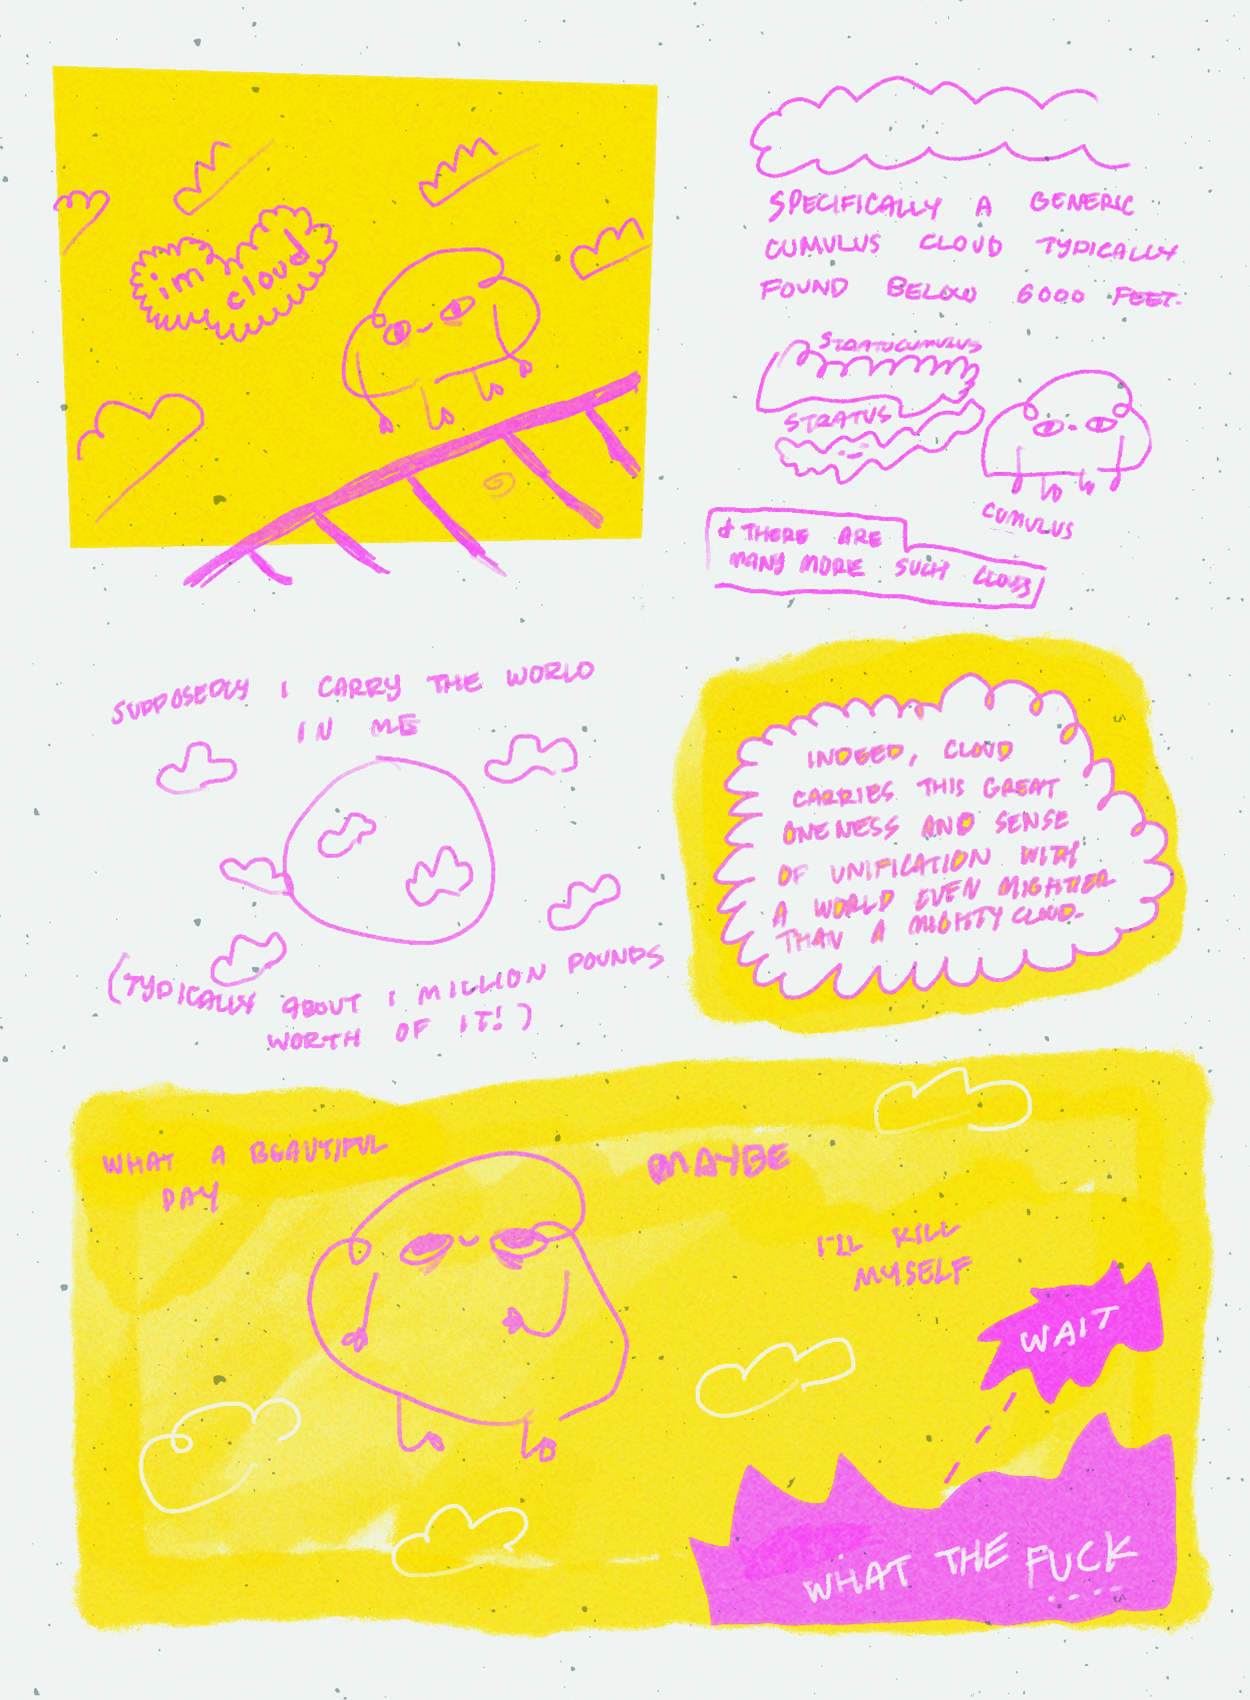 im
cloud
SPECIFICALLY A GENERIC
CUMULUS CLOUD TYPICALLY
FOUND BELOW 6000 FEET.
STRATOCUMULUS
STRATUS
CUMULUS
& THERE ARE
MANY MORE SUCH CLOUDS
SUPPOSEDLY I CARRY THE WORLD
IN ME
(TYPICALLY ABOUT 1 MILLION POUNDS
WORTH OF IT!)
INDEED, CLOUD
CARRIES THIS GREAT
ONENESS AND SENSE
OF UNIFICATION WITH
A WORLD EVEN MIGHTIER
THAN A MIGHTY CLOUD.
WHAT A BEAUTIFUL
DAY
MAYBE
I'LL KILL
MYSELF
WAIT
WHAT THE FUCK
....